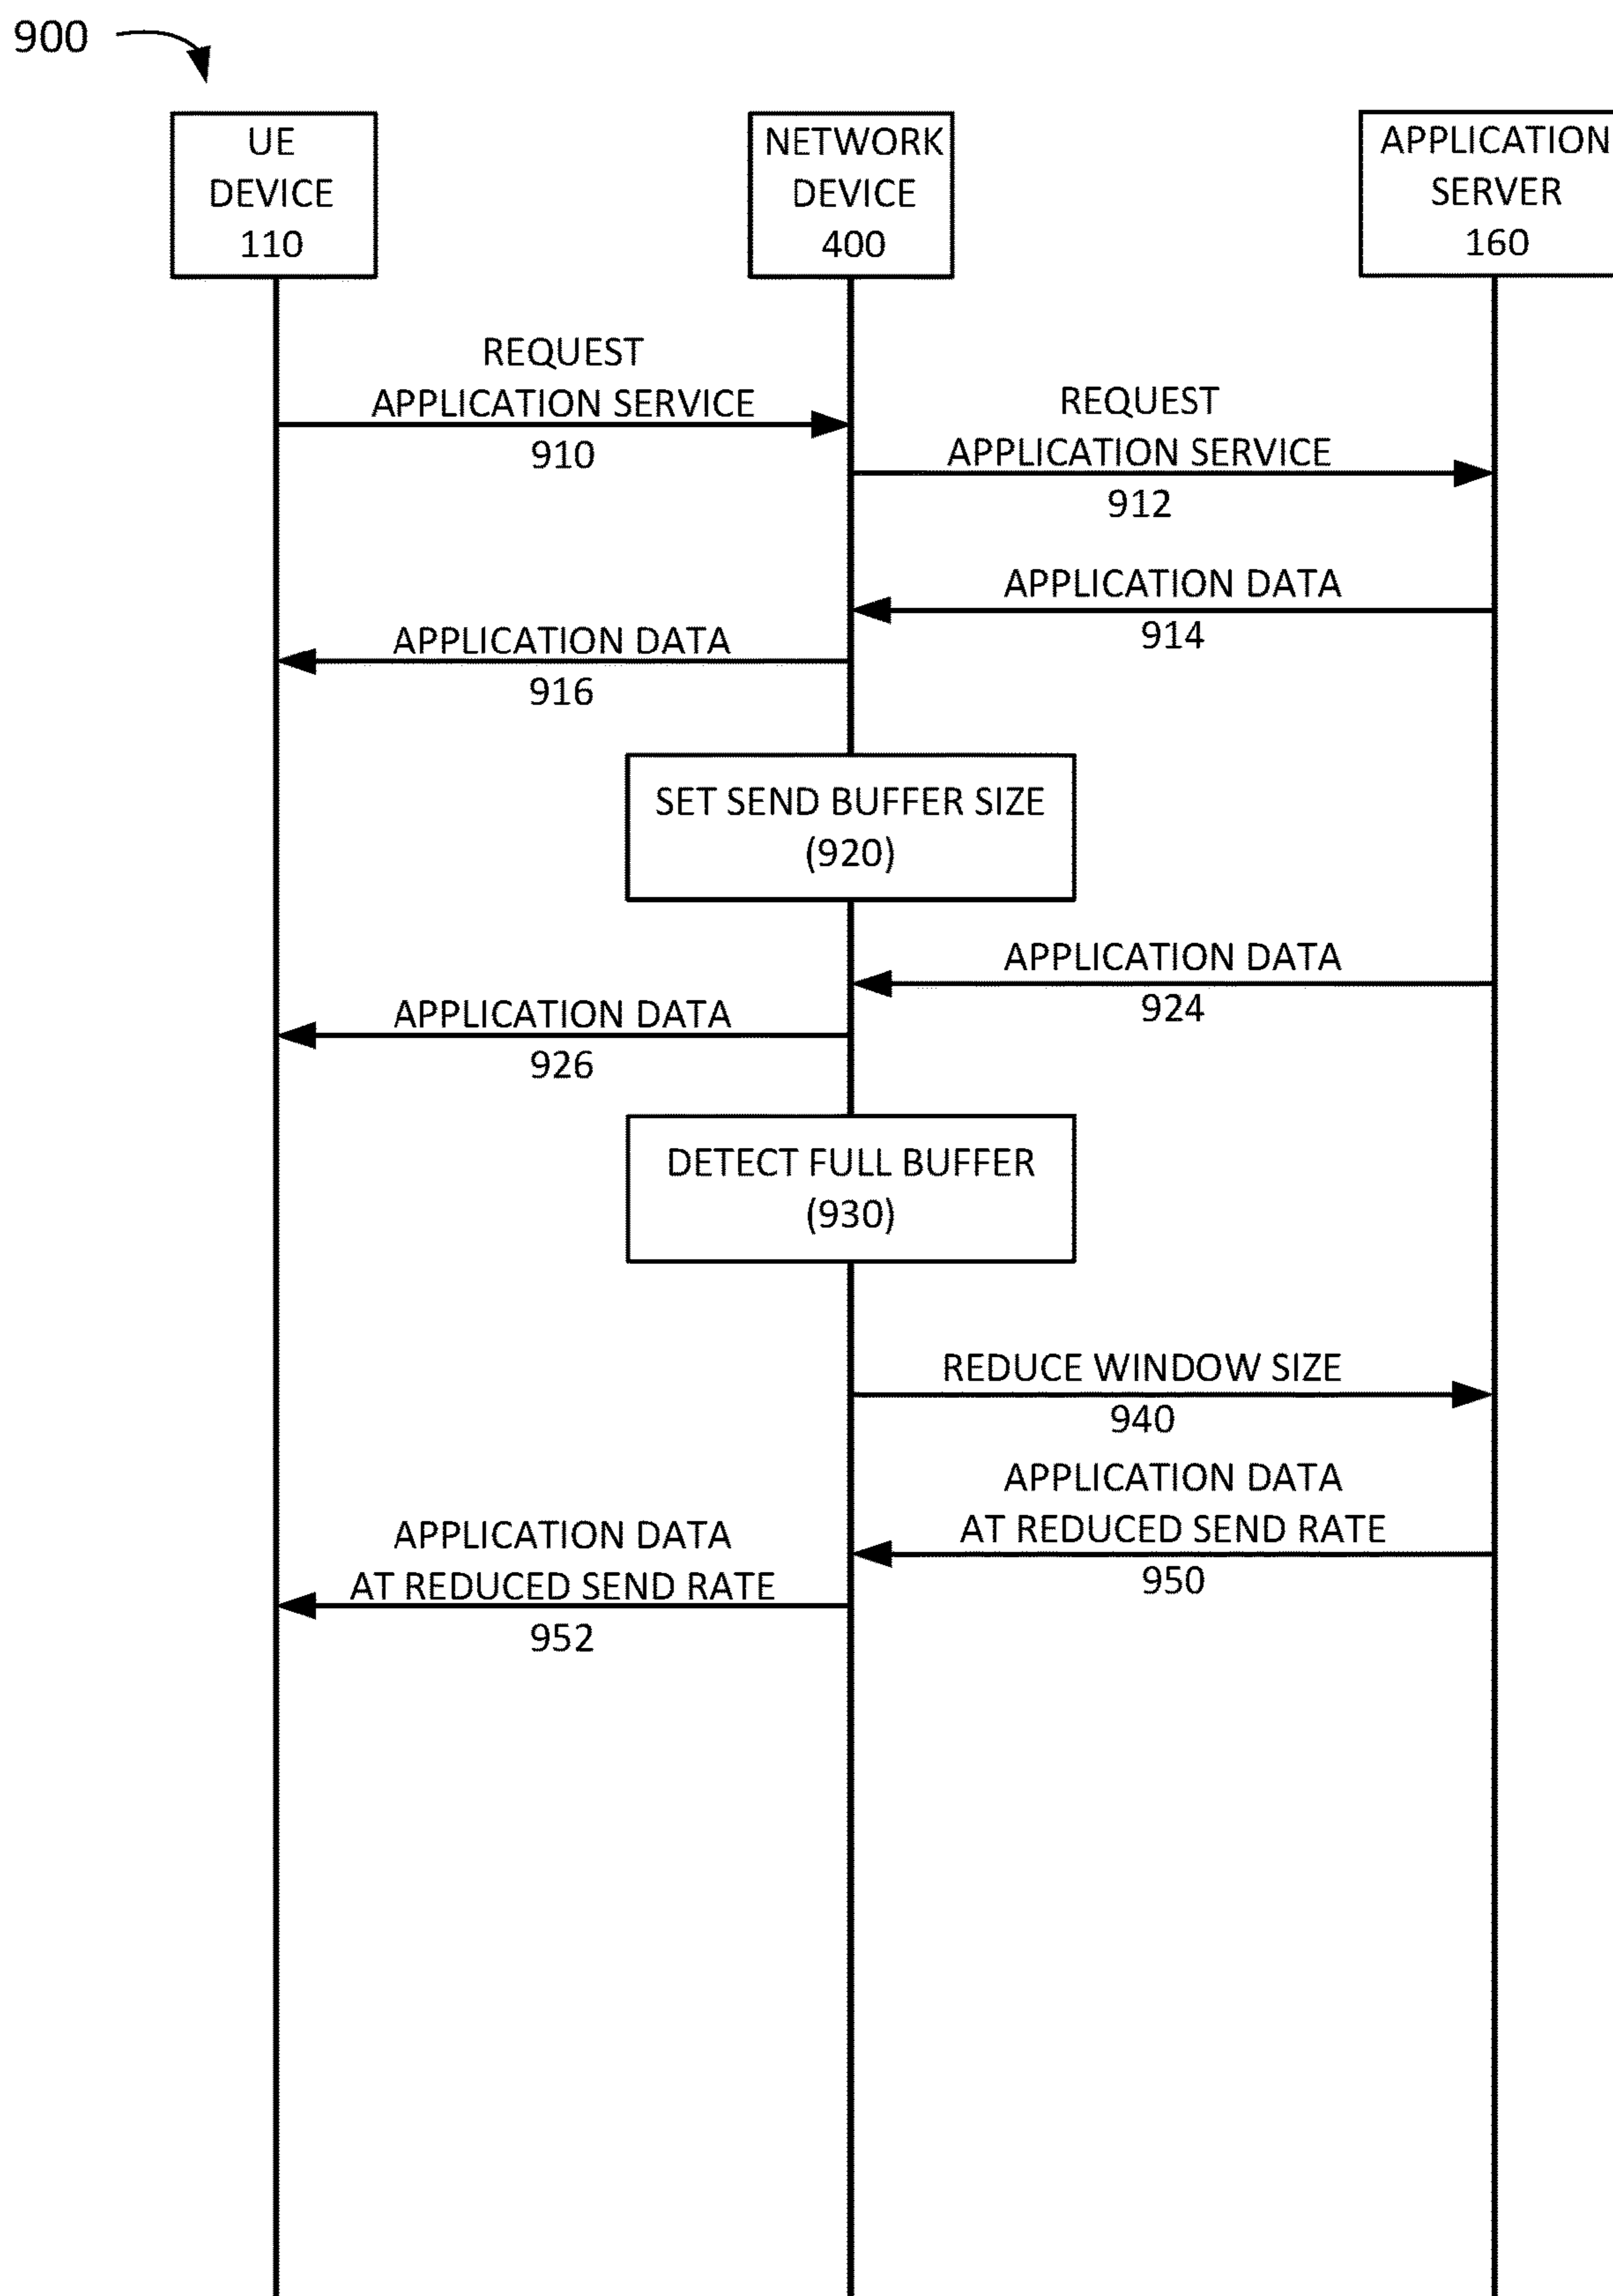 900
UE
DEVICE
110
NETWORK
DEVICE
400
APPLICATION
SERVER
160
REQUEST
APPLICATION SERVICE
910
REQUEST
APPLICATION SERVICE
912
APPLICATION DATA
914
APPLICATION DATA
916
SET SEND BUFFER SIZE
(920)
APPLICATION DATA
924
APPLICATION DATA
926
DETECT FULL BUFFER
(930)
REDUCE WINDOW SIZE
940
APPLICATION DATA
AT REDUCED SEND RATE
950
APPLICATION DATA
AT REDUCED SEND RATE
952